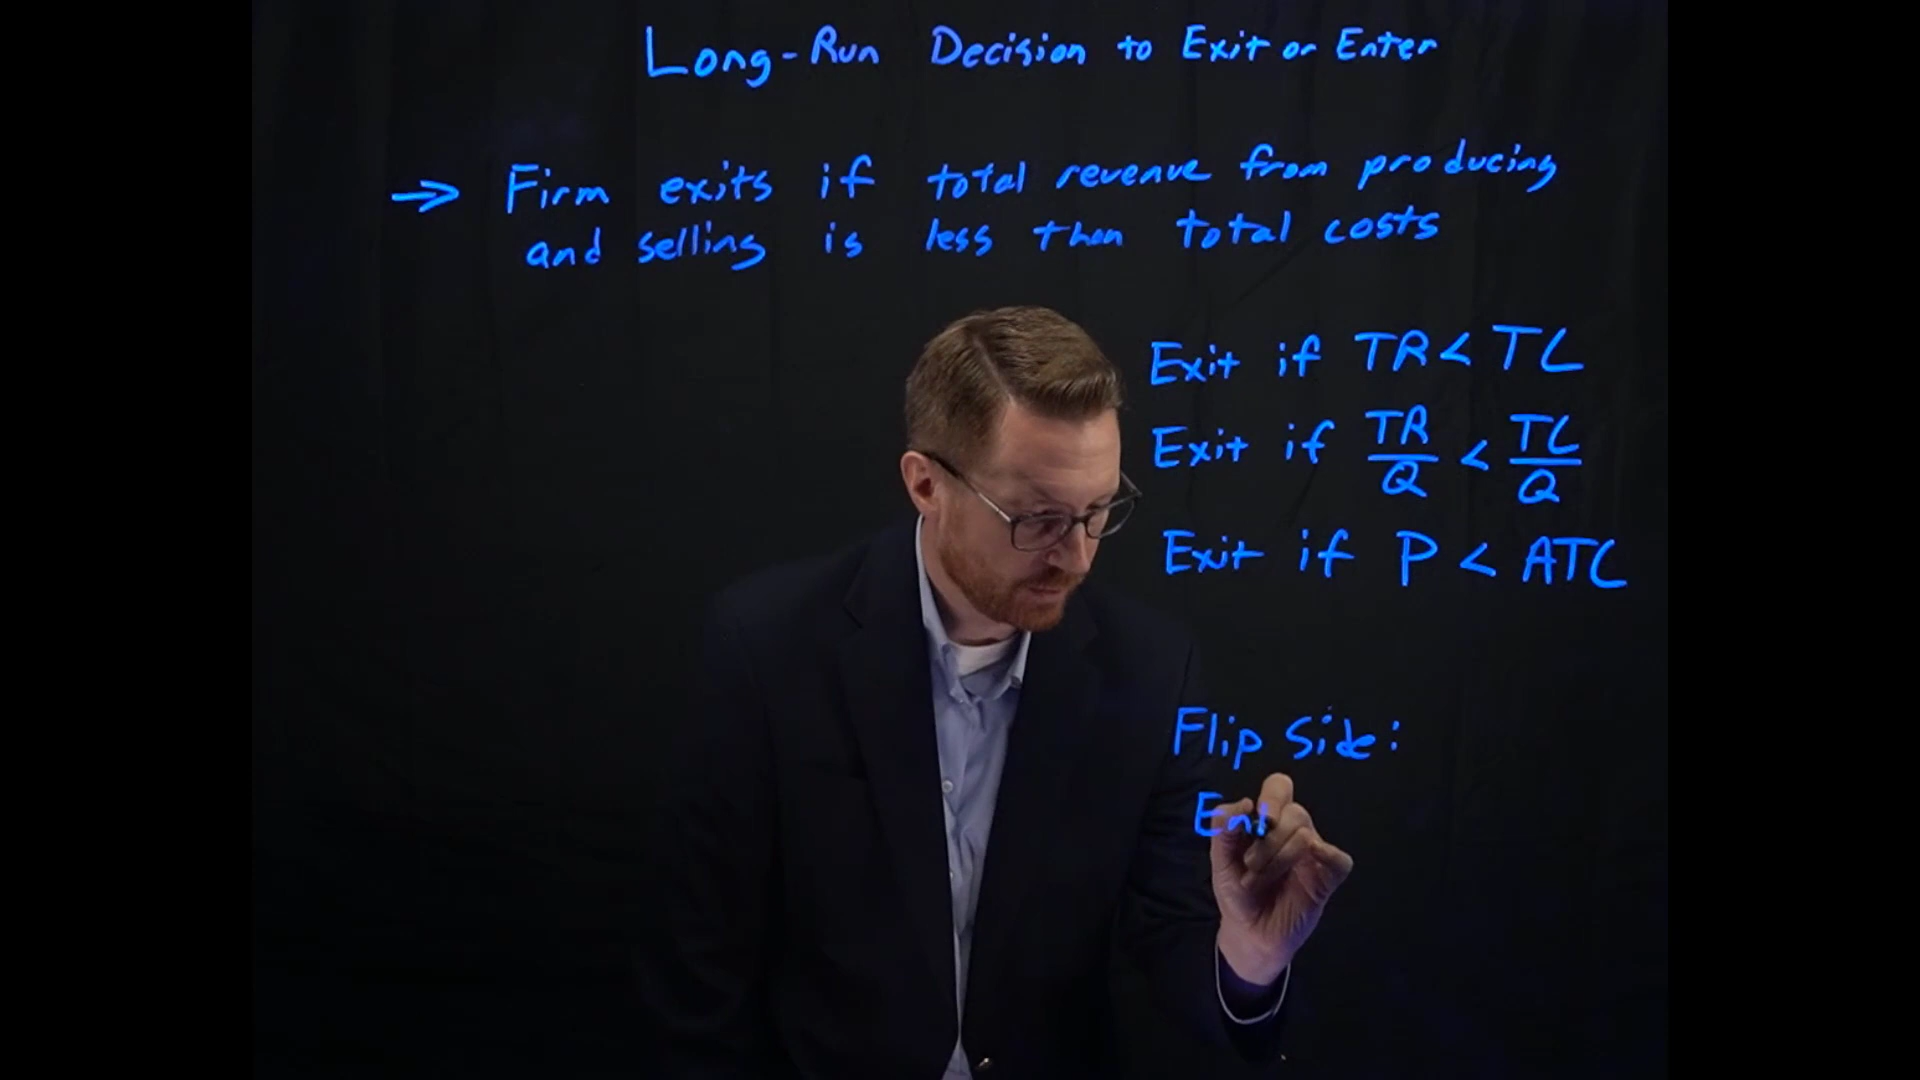 Long-Run Decision to Exit or Enter
→ Firm exits if total revenue from producing
and selling is less than total costs
Exit if TR < TC
Exit if TR/Q < TC/Q
Exit if P < ATC
Flip Side:
Ent